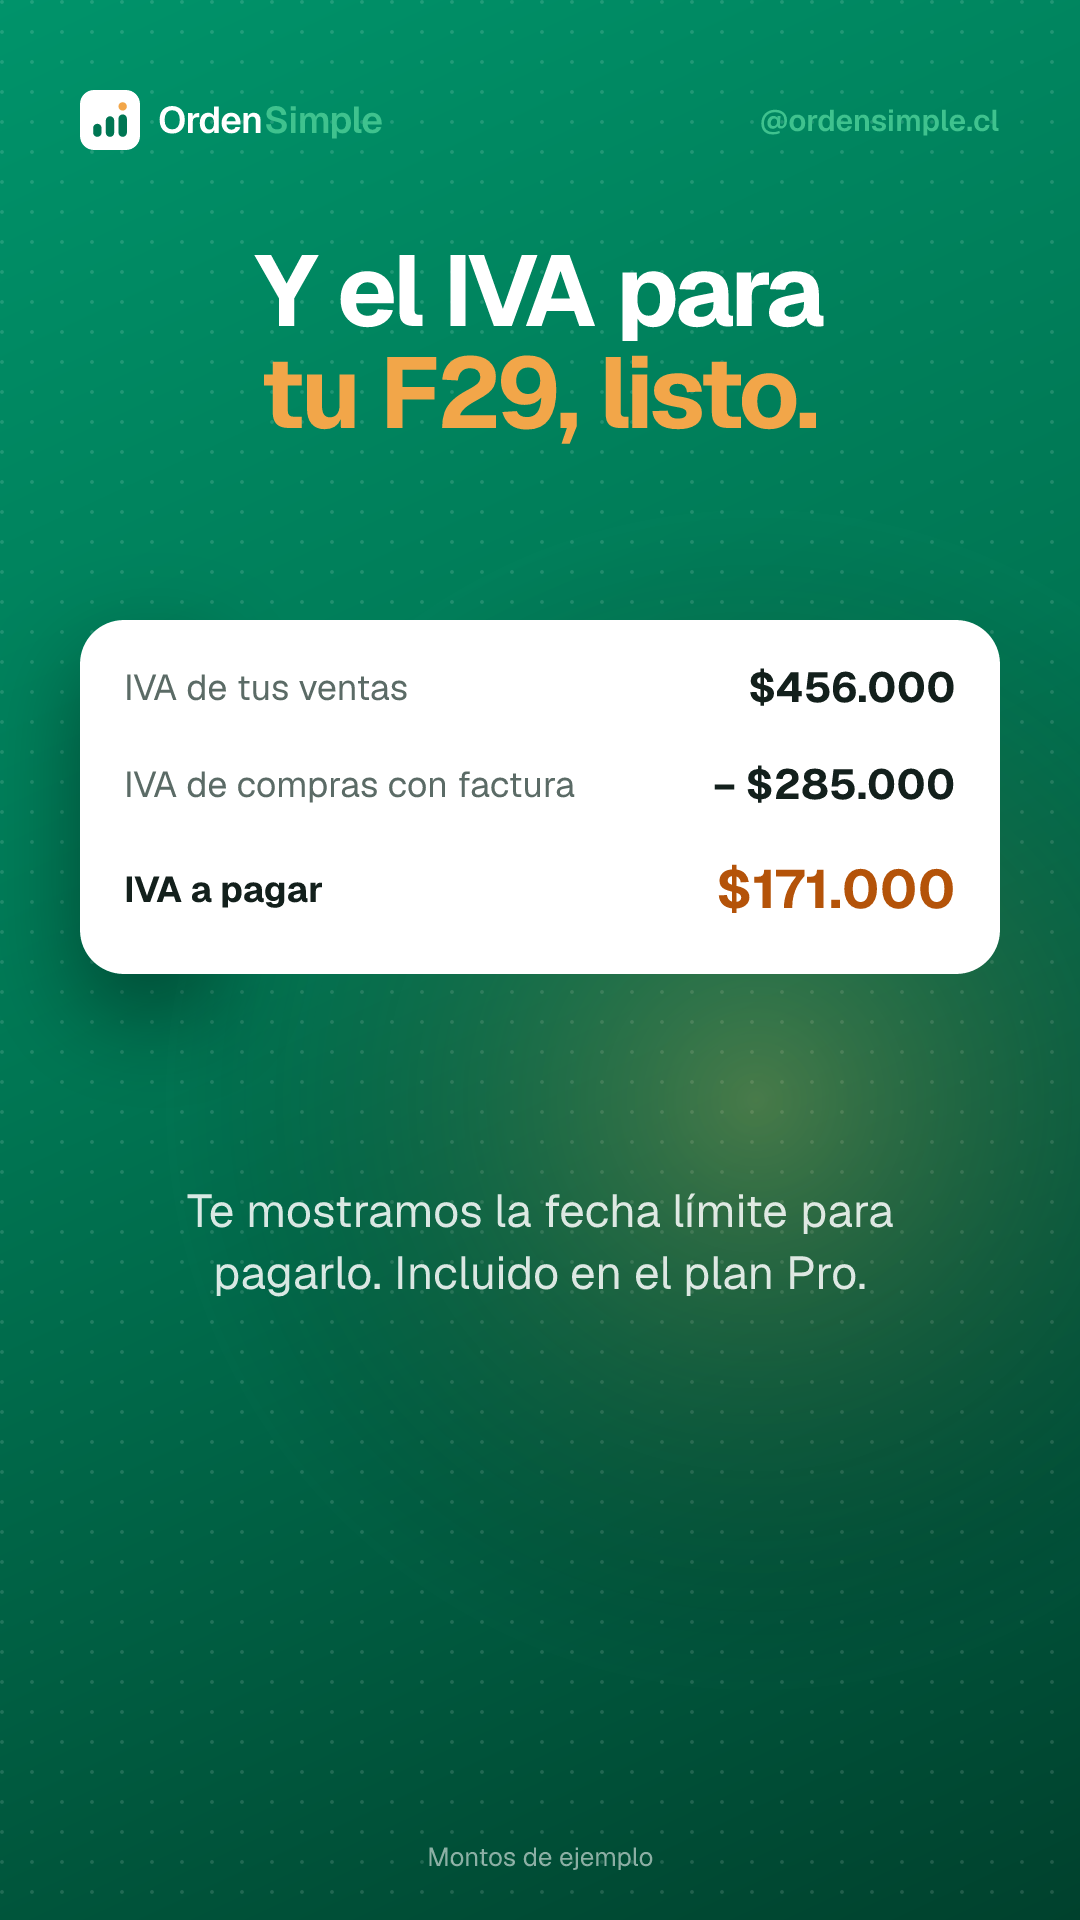 OrdenSimple
@ordensimple.cl
Y el IVA para
tu F29, listo.
IVA de tus ventas $456.000
IVA de compras con factura – $285.000
IVA a pagar $171.000
Te mostramos la fecha límite para
pagarlo. Incluido en el plan Pro.
Montos de ejemplo